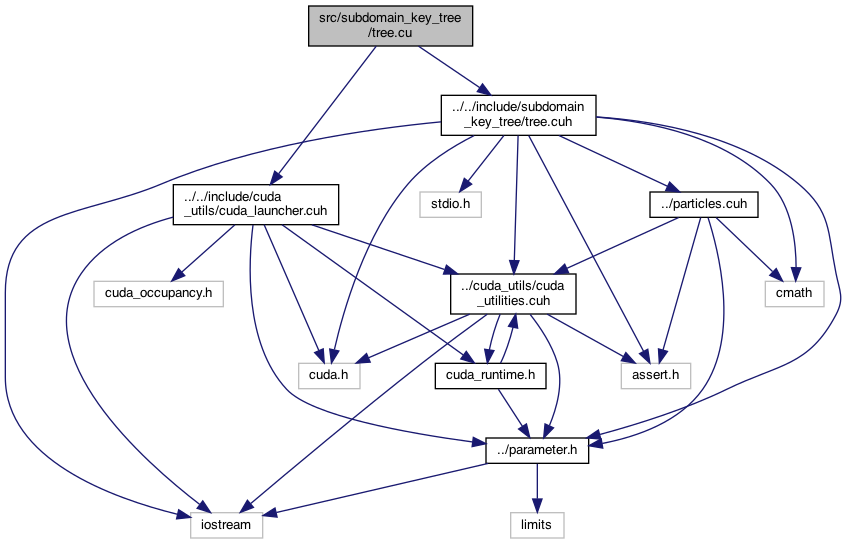 src/subdomain_key_tree
/tree.cu
../../include/subdomain
_key_tree/tree.cuh
../../include/cuda
_utils/cuda_launcher.cuh
stdio.h
../particles.cuh
cuda_occupancy.h
../cuda_utils/cuda
_utilities.cuh
cmath
cuda.h
cuda_runtime.h
assert.h
../parameter.h
iostream
limits